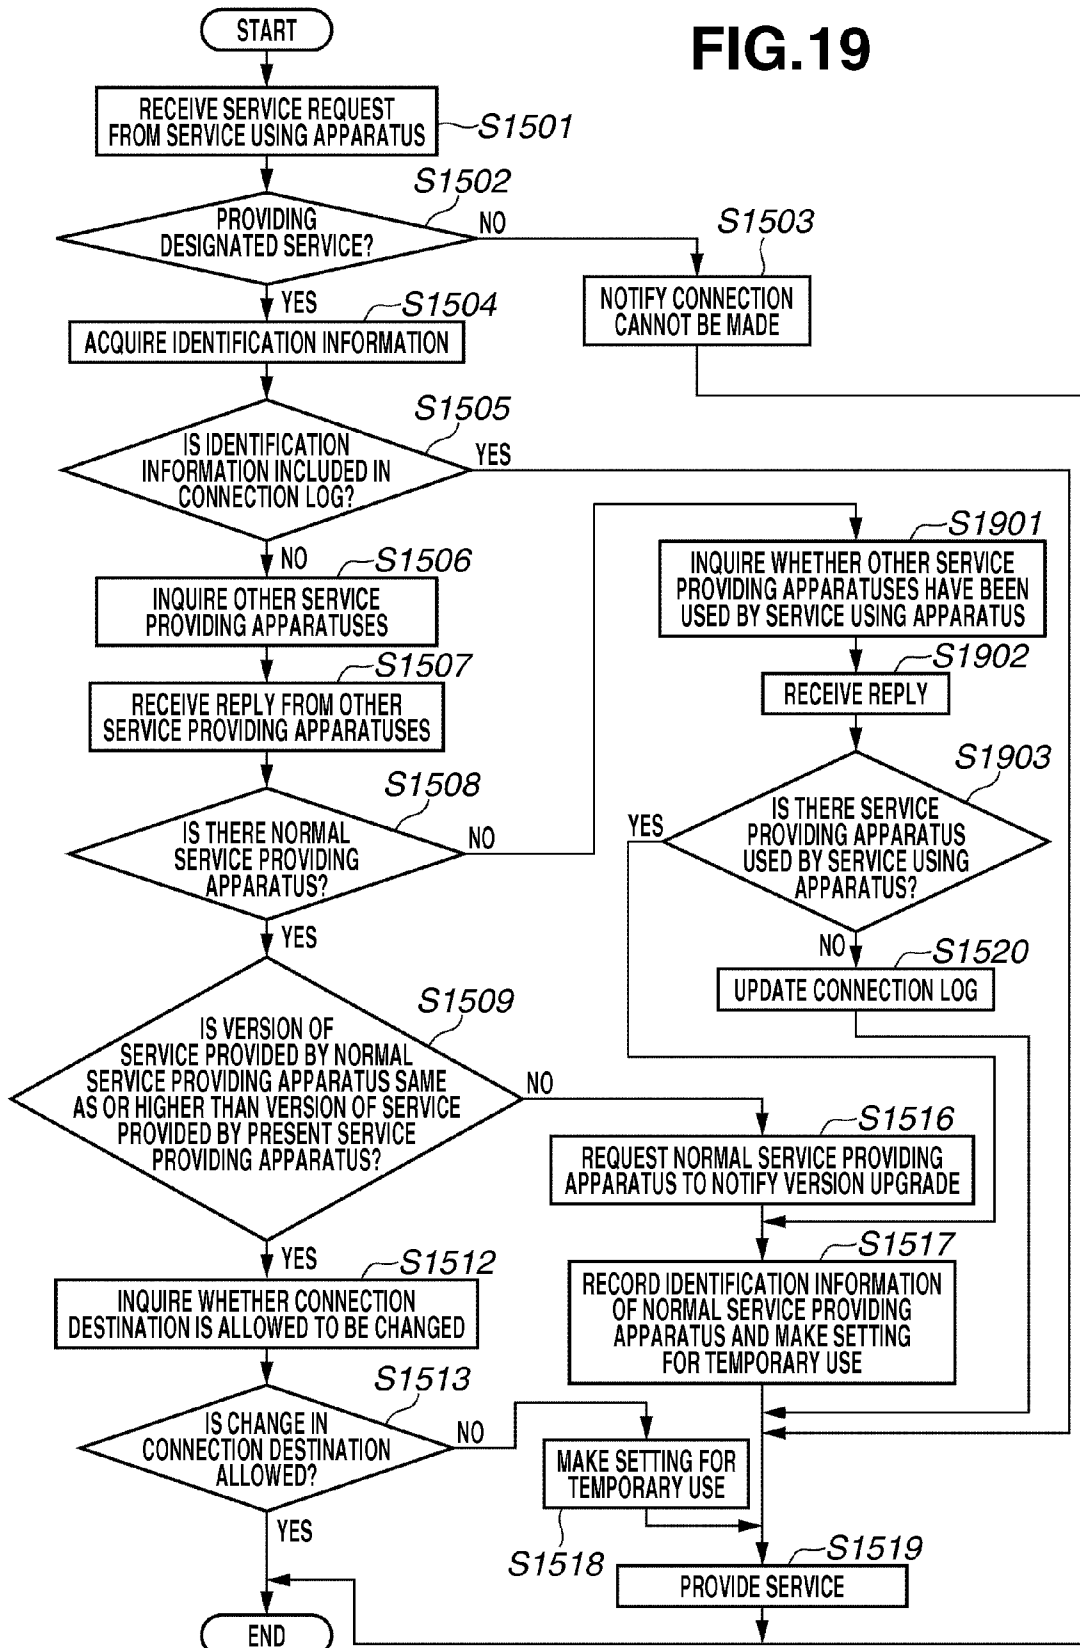 FIG.19
START
RECEIVE SERVICE REQUEST
FROM SERVICE USING APPARATUS
S1501
S1502
PROVIDING
DESIGNATED SERVICE?
NO
S1503
NOTIFY CONNECTION
CANNOT BE MADE
YES
S1504
ACQUIRE IDENTIFICATION INFORMATION
S1505
IS IDENTIFICATION
INFORMATION INCLUDED IN
CONNECTION LOG?
YES
NO
S1506
INQUIRE OTHER SERVICE
PROVIDING APPARATUSES
S1507
RECEIVE REPLY FROM OTHER
SERVICE PROVIDING APPARATUSES
S1508
IS THERE NORMAL
SERVICE PROVIDING
APPARATUS?
NO
S1901
INQUIRE WHETHER OTHER SERVICE
PROVIDING APPARATUSES HAVE BEEN
USED BY SERVICE USING APPARATUS
S1902
RECEIVE REPLY
S1903
IS THERE SERVICE
PROVIDING APPARATUS
USED BY SERVICE USING
APPARATUS?
YES
NO
S1520
UPDATE CONNECTION LOG
YES
S1509
IS VERSION OF
SERVICE PROVIDED BY NORMAL
SERVICE PROVIDING APPARATUS SAME
AS OR HIGHER THAN VERSION OF SERVICE
PROVIDED BY PRESENT SERVICE
PROVIDING APPARATUS?
NO
S1516
REQUEST NORMAL SERVICE PROVIDING
APPARATUS TO NOTIFY VERSION UPGRADE
S1517
RECORD IDENTIFICATION INFORMATION
OF NORMAL SERVICE PROVIDING
APPARATUS AND MAKE SETTING
FOR TEMPORARY USE
YES
S1512
INQUIRE WHETHER CONNECTION
DESTINATION IS ALLOWED TO BE CHANGED
S1513
IS CHANGE IN
CONNECTION DESTINATION
ALLOWED?
NO
MAKE SETTING FOR
TEMPORARY USE
S1518
S1519
PROVIDE SERVICE
YES
END